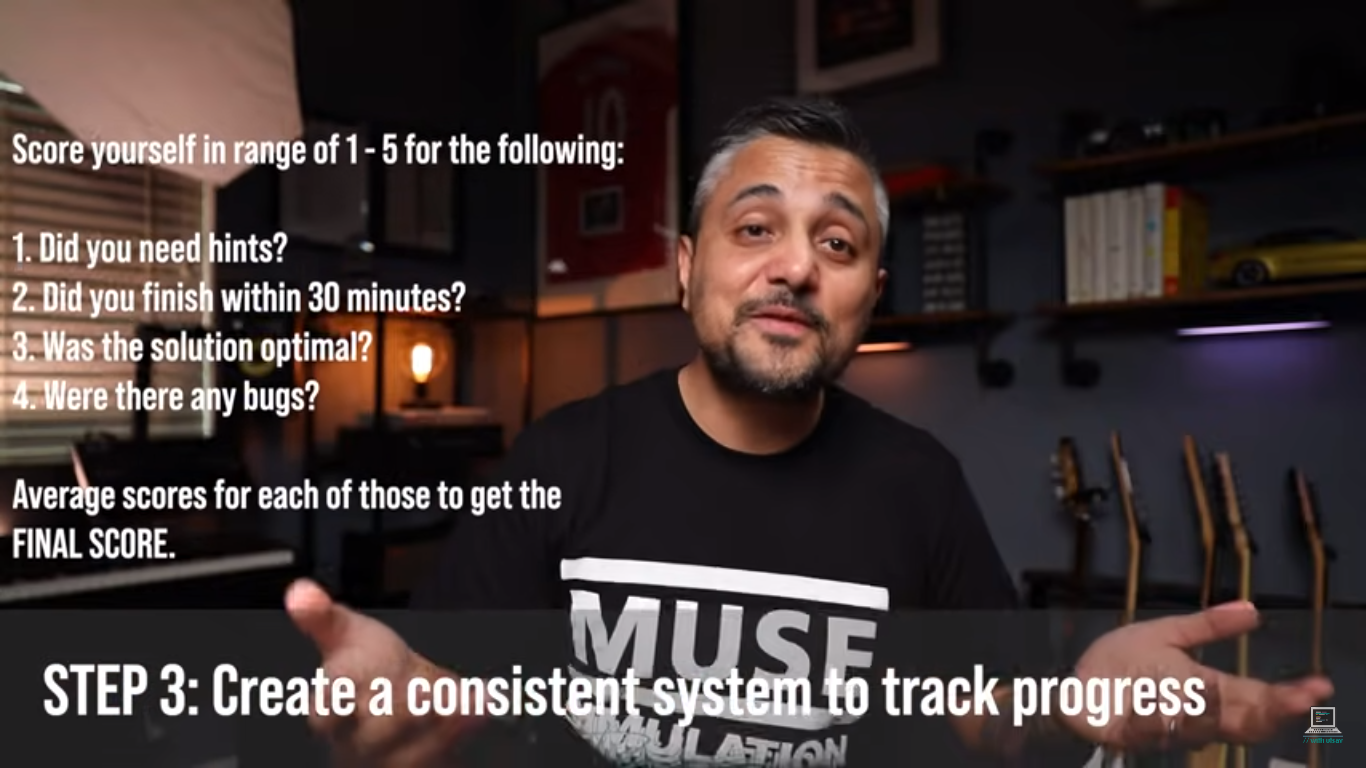 Score yourself in range of 1 - 5 for the following:
1. Did you need hints?
2. Did you finish within 30 minutes?
3. Was the solution optimal?
4. Were there any bugs?
Average scores for each of those to get the
FINAL SCORE.
10
MUSE
SIMULATION
STEP 3: Create a consistent system to track progress